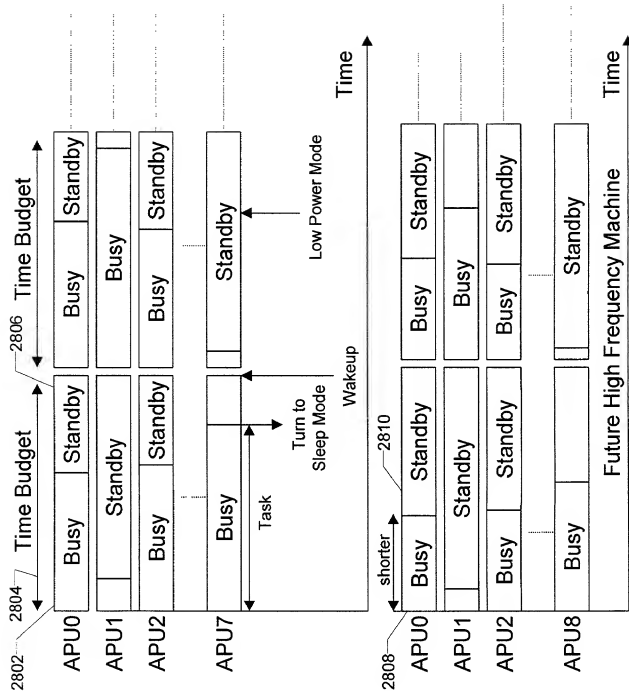 2802
2804
2806
Time Budget
Time Budget
APU0
Busy
Standby
Busy
Standby
APU1
Standby
Busy
APU2
Busy
Standby
Busy
Standby
APU7
Busy
Standby
Task
Turn to
Sleep Mode
Wakeup
Low Power Mode
Time
2808
shorter
2810
APU0
Busy
Standby
Busy
Standby
APU1
Standby
Busy
APU2
Busy
Standby
Busy
Standby
APU8
Busy
Standby
Future High Frequency Machine
Time